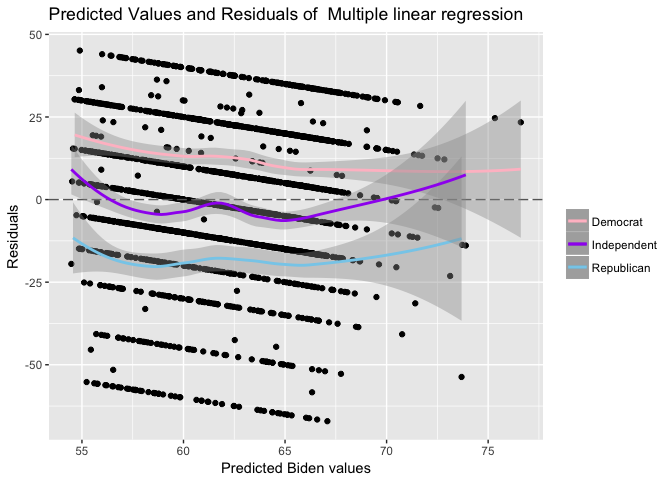 Predicted Values and Residuals of  Multiple linear regression
50
25
0
-25
-50
Residuals
55
60
65
70
75
Predicted Biden values
Democrat
Independent
Republican